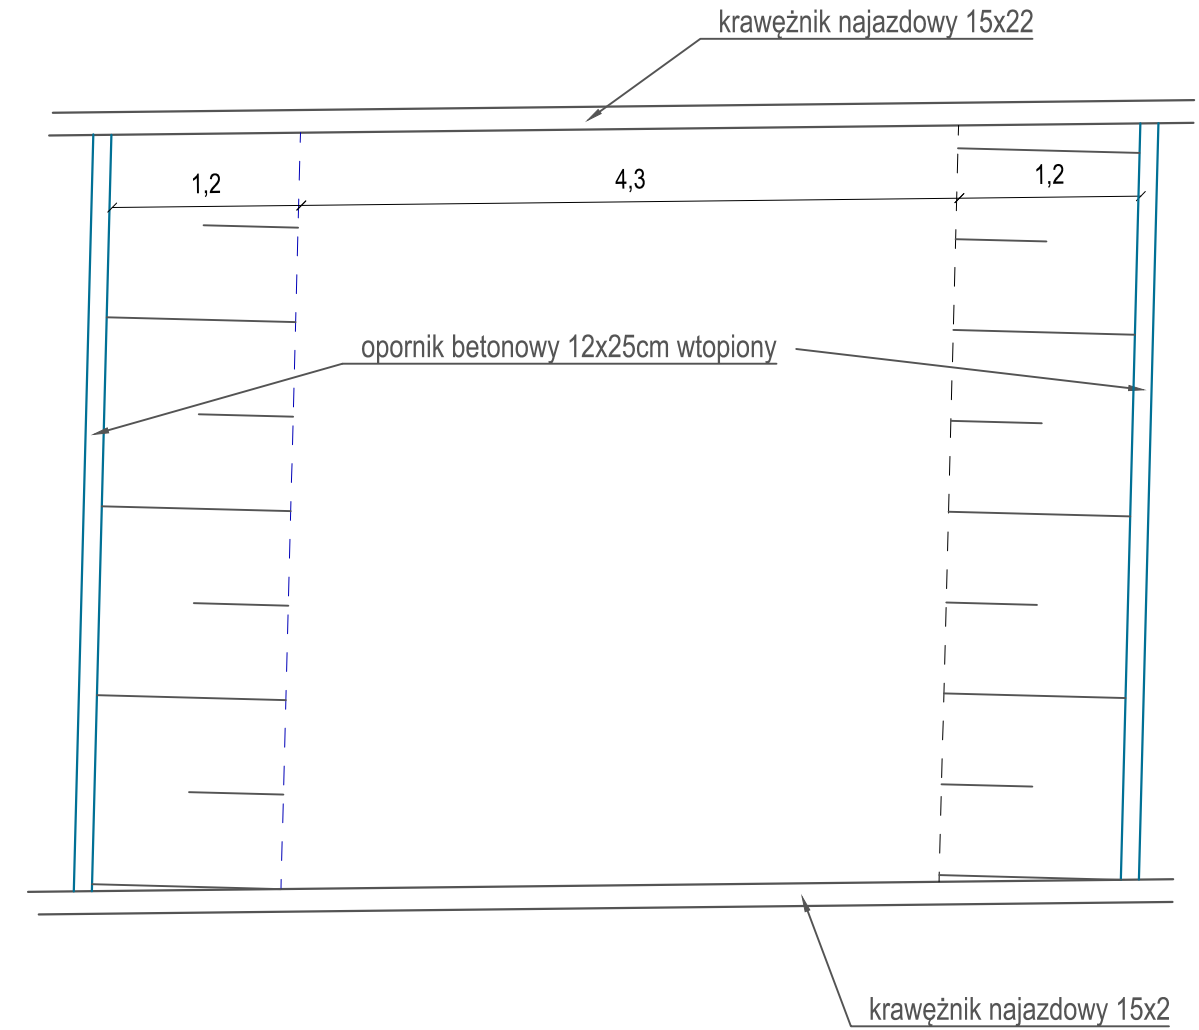 krawężnik najazdowy 15x22
1,2
4,3
1,2
opornik betonowy 12x25cm wtopiony
krawężnik najazdowy 15x2